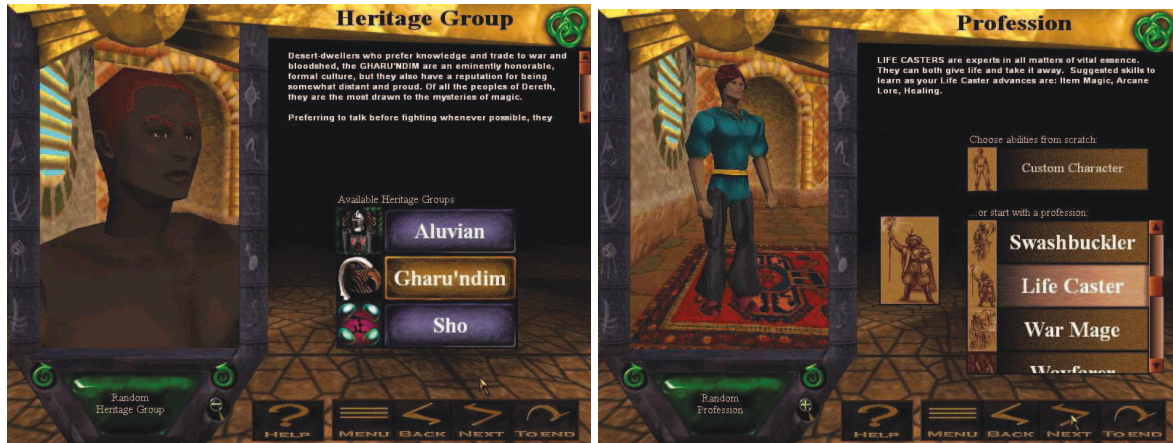 Heritage Group
Desert-dwellers who prefer knowledge and trade to war and
bloodshed, the GHARU'NDIM are an eminently honorable,
formal culture, but they also have a reputation for being
somewhat distant and proud. Of all the peoples of Dereth,
they are the most drawn to the mysteries of magic.
Preferring to talk before fighting whenever possible, they
Available Heritage Groups
Aluvian
Gharu'ndim
Sho
Random
Heritage Group
?
HELP
MENU
BACK
NEXT
TO END
Profession
LIFE CASTERS are experts in all matters of vital essence.
They can both give life and take it away. Suggested skills to
learn as your Life Caster advances are: Item Magic, Arcane
Lore, Healing.
Choose abilities from scratch:
Custom Character
...or start with a profession:
Swashbuckler
Life Caster
War Mage
Wayfarer
Random
Profession
?
HELP
MENU
BACK
NEXT
TO END